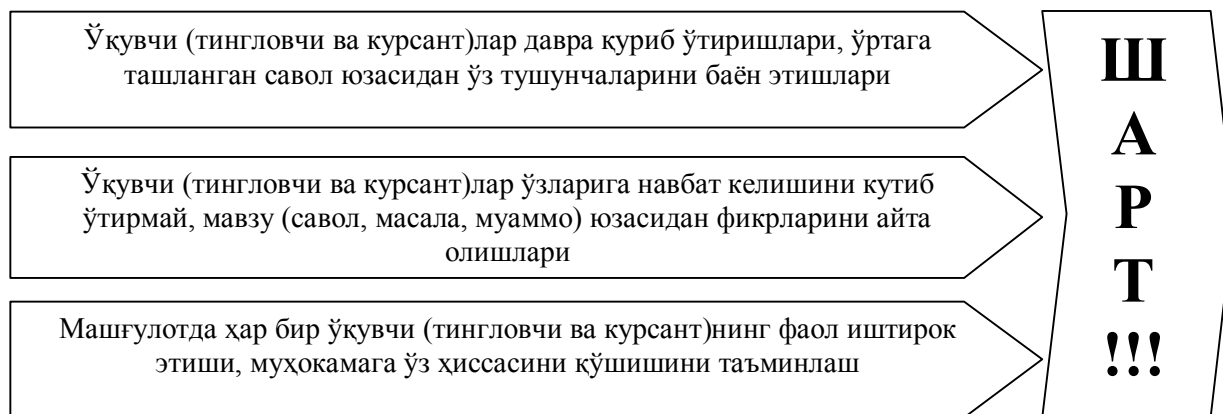 Ўқувчи (тингловчи ва курсант)лар давра қуриб ўтиришлари, ўртага
ташланган савол юзасидан ўз тушунчаларини баён этишлари
Ўқувчи (тингловчи ва курсант)лар ўзларига навбат келишини кутиб
ўтирмай, мавзу (савол, масала, муаммо) юзасидан фикрларини айта
олишлари
Машғулотда ҳар бир ўқувчи (тингловчи ва курсант)нинг фаол иштирок
этиши, муҳокамага ўз ҳиссасини қўшишини таъминлаш
Ш
А
Р
Т
!!!